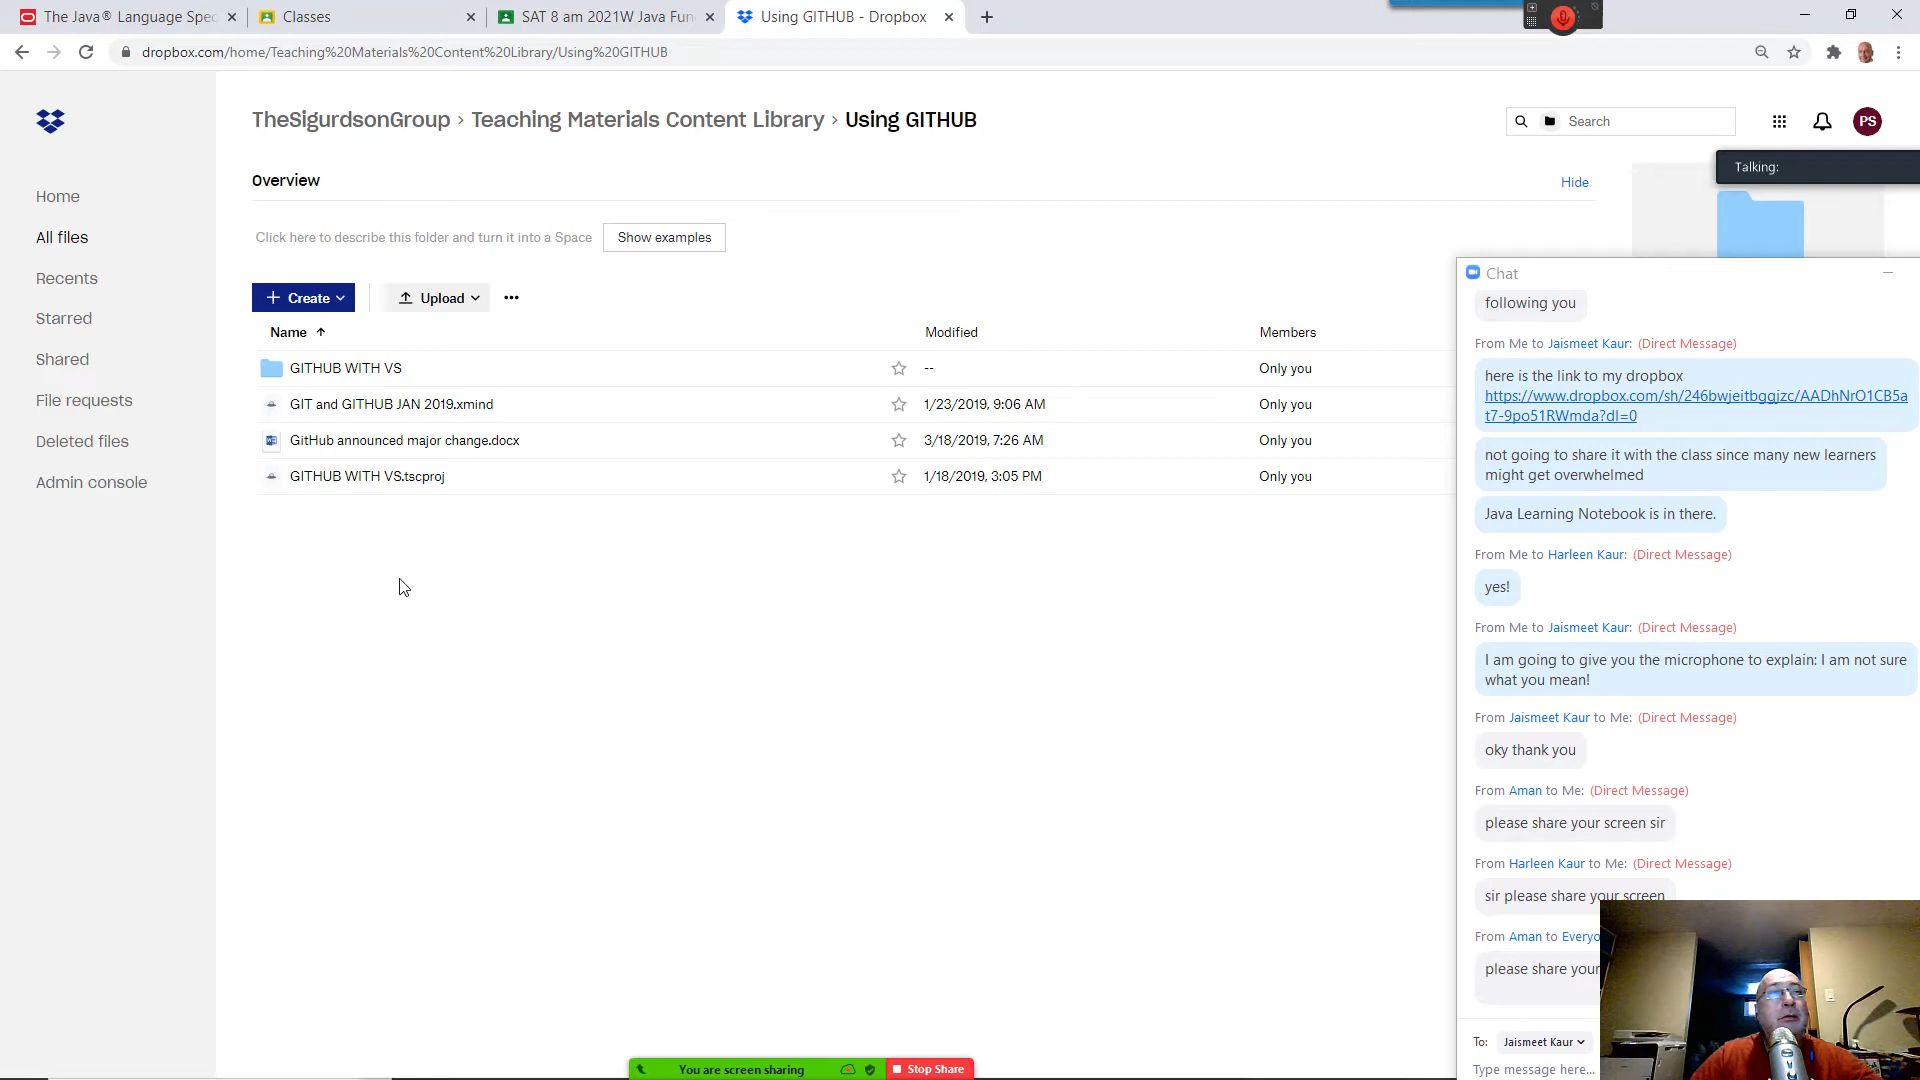 The Java® Language Spec
Classes
SAT 8 am 2021W Java Fun
Using GITHUB - Dropbox
dropbox.com/home/Teaching%20Materials%20Content%20Library/Using%20GITHUB
TheSigurdsonGroup › Teaching Materials Content Library › Using GITHUB
Search
PS
Talking:
Overview
Hide
Click here to describe this folder and turn it into a Space
Show examples
Home
All files
Recents
Starred
Shared
File requests
Deleted files
Admin console
Create
Upload
Name
Modified
Members
GITHUB WITH VS
--
Only you
GIT and GITHUB JAN 2019.xmind
1/23/2019, 9:06 AM
Only you
GitHub announced major change.docx
3/18/2019, 7:26 AM
Only you
GITHUB WITH VS.tscproj
1/18/2019, 3:05 PM
Only you
Chat
following you
From Me to Jaismeet Kaur: (Direct Message)
here is the link to my dropbox
https://www.dropbox.com/sh/246bwjeitbggjzc/AADhNrO1CB5a
t7-9po51RWmda?dl=0
not going to share it with the class since many new learners
might get overwhelmed
Java Learning Notebook is in there.
From Me to Harleen Kaur: (Direct Message)
yes!
From Me to Jaismeet Kaur: (Direct Message)
I am going to give you the microphone to explain: I am not sure
what you mean!
From Jaismeet Kaur to Me: (Direct Message)
oky thank you
From Aman to Me: (Direct Message)
please share your screen sir
From Harleen Kaur to Me: (Direct Message)
sir please share your screen
From Aman to Everyo
please share your
To: Jaismeet Kaur
Type message here...
You are screen sharing
Stop Share